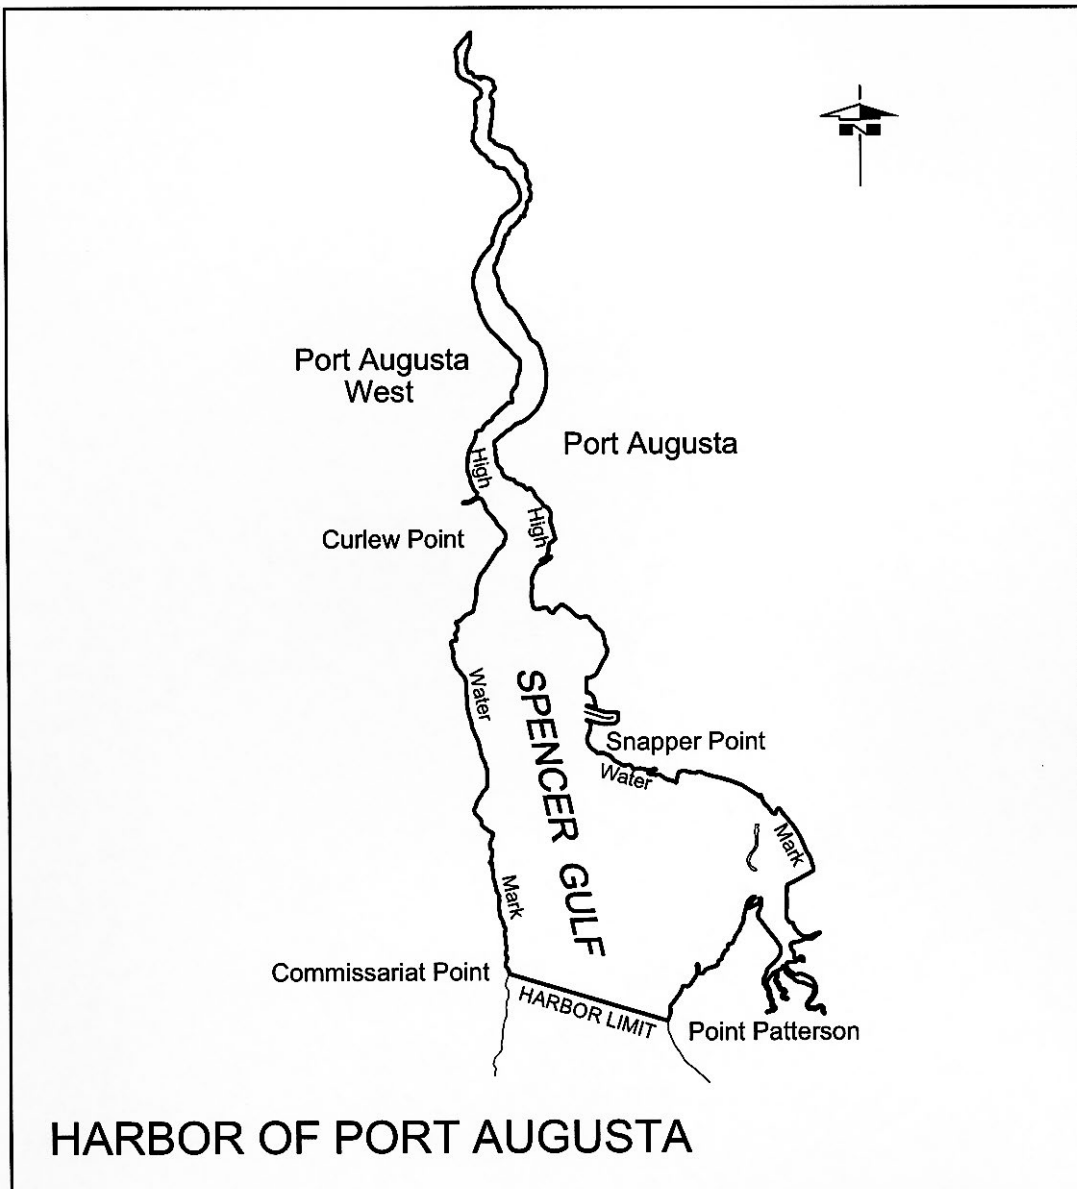 N
Port Augusta
West
Port Augusta
High
High
Curlew Point
Water
SPENCER GULF
Snapper Point
Water
Mark
Mark
Commissariat Point
HARBOR LIMIT
Point Patterson
HARBOR OF PORT AUGUSTA